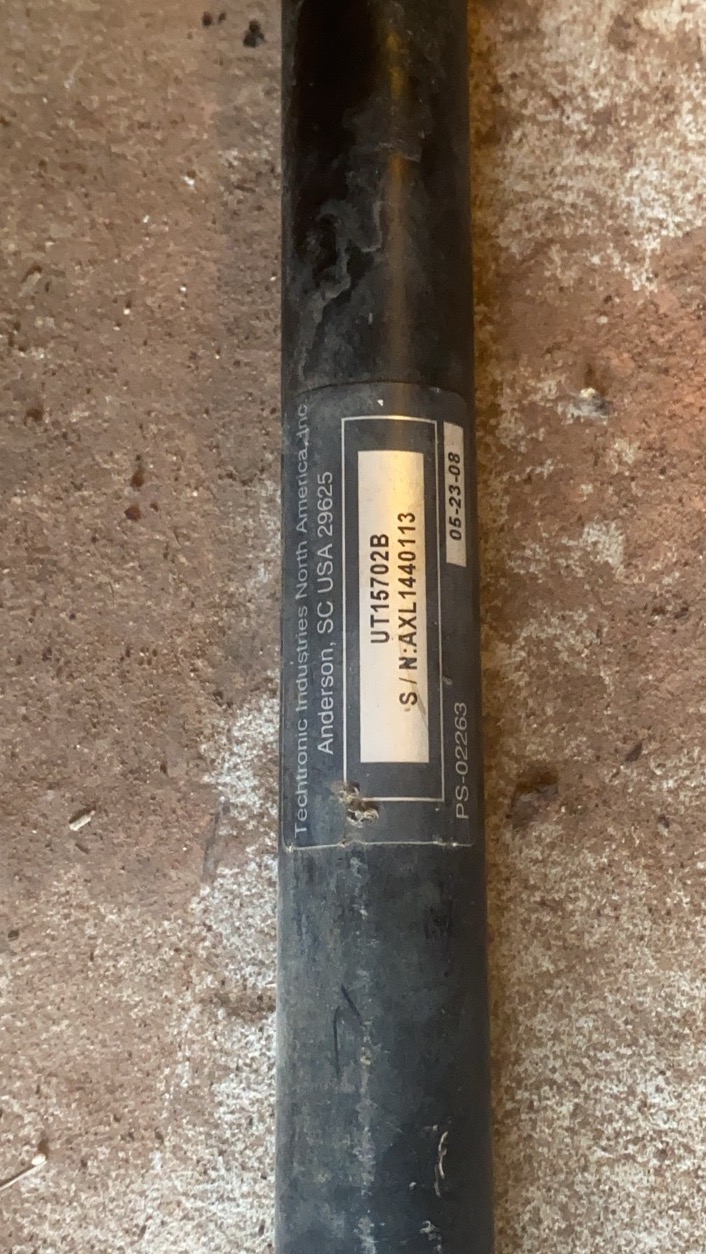 Techtronic Industries North America, Inc
Anderson, SC USA 29625
UT15702B
S/N:AXL1440113
05-23-08
PS-02263